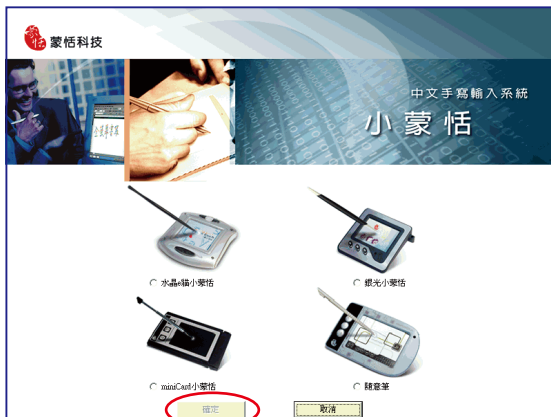 蒙恬科技
中文手寫輸入系統
小蒙恬
水晶e貓小蒙恬
銀光小蒙恬
miniCard小蒙恬
隨意筆
確定
取消